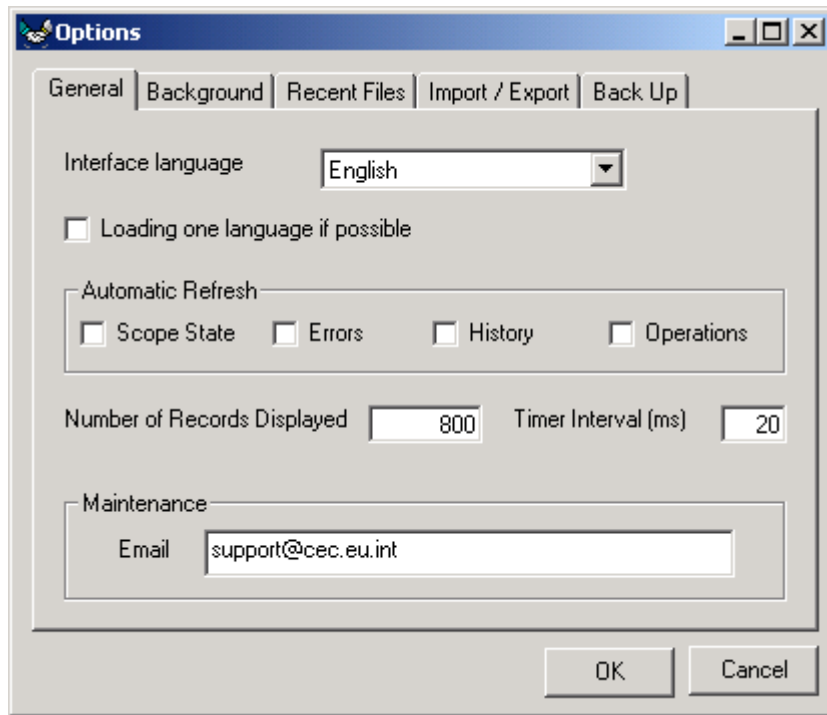 Options
General Background Recent Files Import / Export Back Up
Interface language English
Loading one language if possible
Automatic Refresh
Scope State Errors History Operations
Number of Records Displayed 800 Timer Interval (ms) 20
Maintenance
Email support@cec.eu.int
OK Cancel